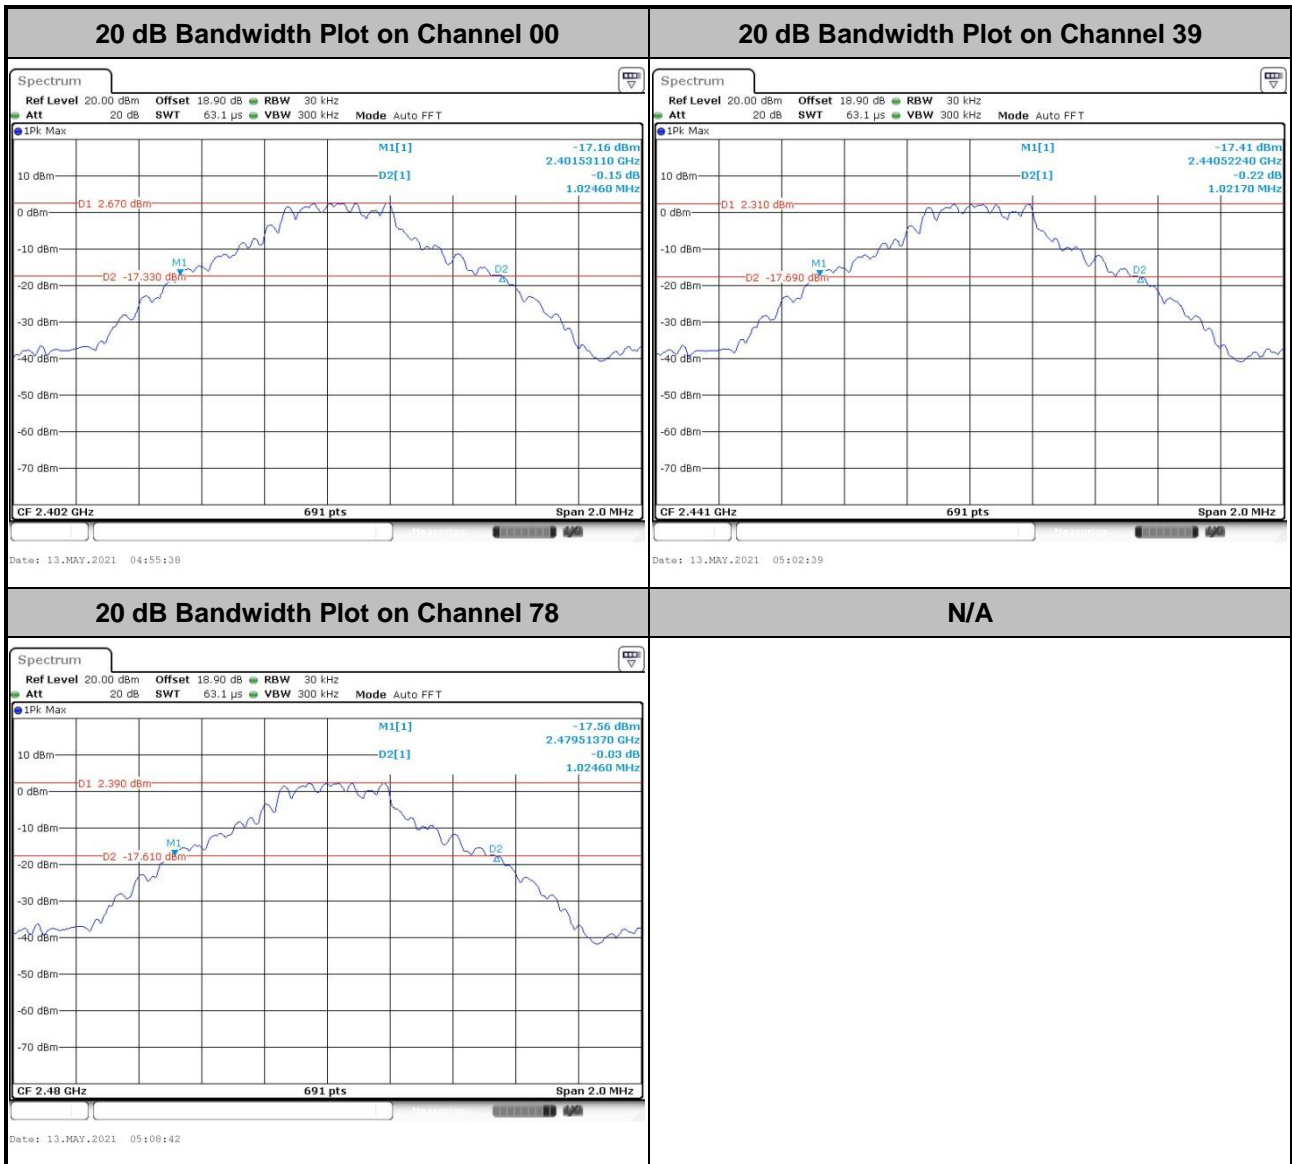 20 dB Bandwidth Plot on Channel 00
20 dB Bandwidth Plot on Channel 39
Spectrum
Ref Level 20.00 dBm Offset 18.90 dB RBW 30 kHz
Att 20 dB SWT 63.1 µs VBW 300 kHz Mode Auto FFT
1Pk Max
M1[1] -17.16 dBm
2.40153110 GHz
10 dBm D2[1] -0.15 dB
1.02460 MHz
D1 2.670 dBm
0 dBm
-10 dBm
M1
D2
D2 -17.330 dBm
-20 dBm
-30 dBm
-40 dBm
-50 dBm
-60 dBm
-70 dBm
CF 2.402 GHz 691 pts Span 2.0 MHz
Date: 13.MAY.2021 04:55:38
Spectrum
Ref Level 20.00 dBm Offset 18.90 dB RBW 30 kHz
Att 20 dB SWT 63.1 µs VBW 300 kHz Mode Auto FFT
1Pk Max
M1[1] -17.41 dBm
2.44052240 GHz
10 dBm D2[1] -0.22 dB
1.02170 MHz
D1 2.310 dBm
0 dBm
-10 dBm
M1
D2
D2 -17.690 dBm
-20 dBm
-30 dBm
-40 dBm
-50 dBm
-60 dBm
-70 dBm
CF 2.441 GHz 691 pts Span 2.0 MHz
Date: 13.MAY.2021 05:02:39
20 dB Bandwidth Plot on Channel 78
N/A
Spectrum
Ref Level 20.00 dBm Offset 18.90 dB RBW 30 kHz
Att 20 dB SWT 63.1 µs VBW 300 kHz Mode Auto FFT
1Pk Max
M1[1] -17.56 dBm
2.47951370 GHz
10 dBm D2[1] -0.03 dB
1.02460 MHz
D1 2.390 dBm
0 dBm
-10 dBm
M1
D2
D2 -17.610 dBm
-20 dBm
-30 dBm
-40 dBm
-50 dBm
-60 dBm
-70 dBm
CF 2.48 GHz 691 pts Span 2.0 MHz
Date: 13.MAY.2021 05:08:42